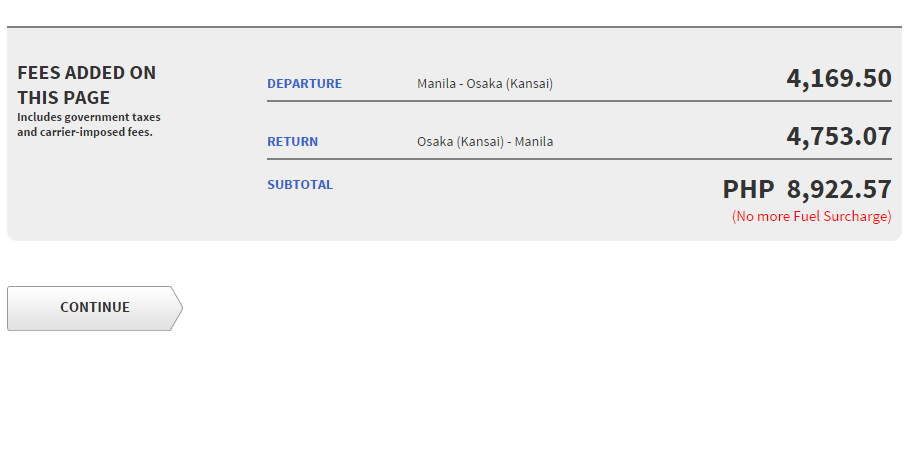 FEES ADDED ON
THIS PAGE
Includes government taxes
and carrier-imposed fees.
DEPARTURE Manila - Osaka (Kansai) 4,169.50
RETURN Osaka (Kansai) - Manila 4,753.07
SUBTOTAL PHP 8,922.57
(No more Fuel Surcharge)
CONTINUE